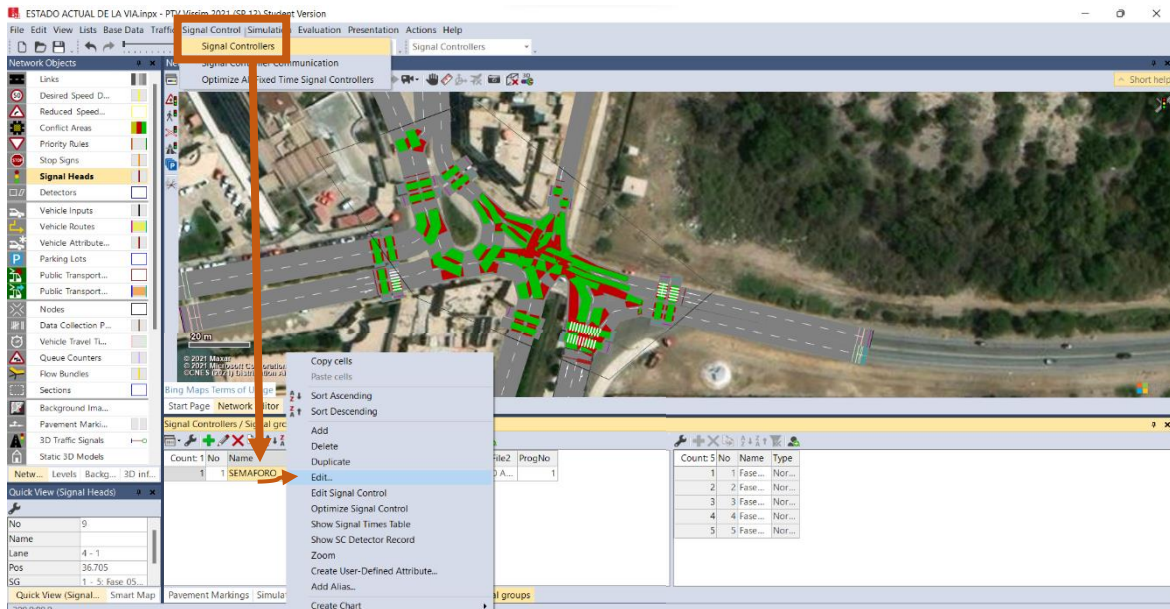 ESTADO ACTUAL DE LA VIA.inpx - PTV Vissim 2021 (SP 12) Student Version
File Edit View Lists Base Data Traffic Signal Control Simulation Evaluation Presentation Actions Help
Signal Controllers
Signal Controllers
Signal Controller Communication
Optimize All Fixed Time Signal Controllers
Short help
Network Objects
Links
Desired Speed D...
Reduced Speed...
Conflict Areas
Priority Rules
Stop Signs
Signal Heads
Detectors
Vehicle Inputs
Vehicle Routes
Vehicle Attribute...
Parking Lots
Public Transport...
Public Transport...
Nodes
Data Collection P...
Vehicle Travel Ti...
Queue Counters
Flow Bundles
Sections
Background Ima...
Pavement Marki...
3D Traffic Signals
Static 3D Models
Netw... Levels Backg... 3D inf...
20 m
© 2021 Maxar
© 2021 Microsoft Corporation
©CNES (2021) Distribution
Bing Maps Terms of Usage
Start Page Network Editor
Signal Controllers / Signal
Count: 1 No Name
1 1 SEMAFORO
File2 ProgNo
1
Copy cells
Paste cells
Sort Ascending
Sort Descending
Add
Delete
Duplicate
Edit...
Edit Signal Control
Optimize Signal Control
Show Signal Times Table
Show SC Detector Record
Zoom
Create User-Defined Attribute...
Add Alias...
Create Chart
Count: 5 No Name Type
1 1 Fase... Nor...
2 2 Fase... Nor...
3 3 Fase... Nor...
4 4 Fase... Nor...
5 5 Fase... Nor...
Quick View (Signal Heads)
No 9
Name
Lane 4 - 1
Pos 36.705
SG 1 - 5: Fase 05...
Quick View (Signal... Smart Map
Pavement Markings
groups